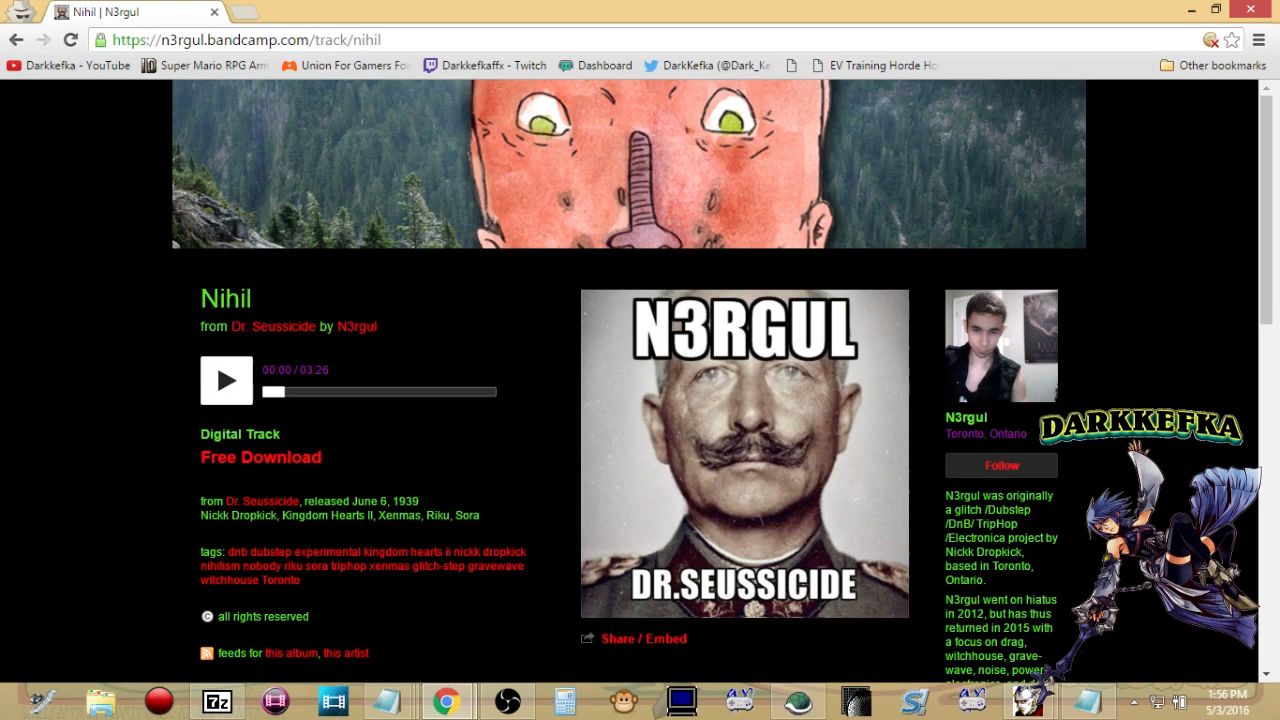 Nihil | N3rgul
https://n3rgul.bandcamp.com/track/nihil
Darkkefka - YouTube
Super Mario RPG Arm
Union For Gamers Fo
Darkkefkaffx - Twitch
Dashboard
DarkKefka (@Dark_Ke
EV Training Horde Ho
Other bookmarks
Nihil
from Dr. Seussicide by N3rgul
00:00 / 03:26
Digital Track
Free Download
from Dr. Seussicide, released June 6, 1939
Nickk Dropkick, Kingdom Hearts II, Xenmas, Riku, Sora
tags: dnb dubstep experimental kingdom hearts ii nickk dropkick
nihilism nobody riku sora triphop xenmas glitch-step gravewave
witchhouse Toronto
all rights reserved
feeds for this album, this artist
N3RGUL
DR.SEUSSICIDE
Share / Embed
N3rgul
Toronto, Ontario
Follow
N3rgul was originally
a glitch /Dubstep
/DnB/ TripHop
/Electronica project by
Nickk Dropkick,
based in Toronto,
Ontario.
N3rgul went on hiatus
in 2012, but has thus
returned in 2015 with
a focus on drag,
witchhouse, grave-
wave, noise, power
DARKKEFKA
7z
1:56 PM
5/3/2016